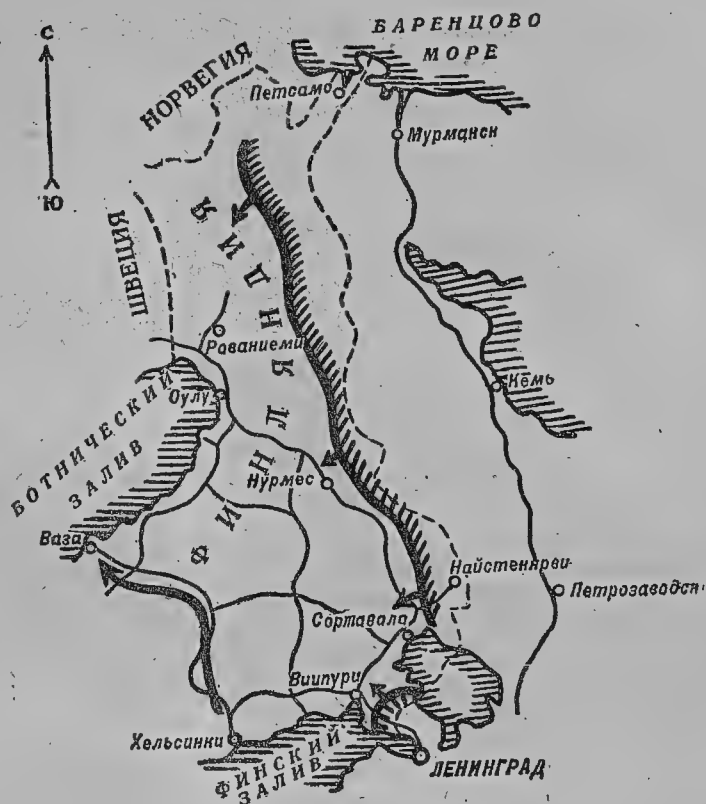 БАРЕНЦОВО
МОРЕ
С
НОРВЕГИЯ
Петсамо
Мурманск
Ю
ШВЕЦИЯ
ФИНЛЯНДИЯ
Рованиеми
Кемь
Оулу
БОТНИЧЕСКИЙ
ЗАЛИВ
Нурмес
Ваза
Найстенярви
Петрозаводск
Сортавала
Виипури
Хельсинки
ФИНСКИЙ
ЗАЛИВ
ЛЕНИНГРАД